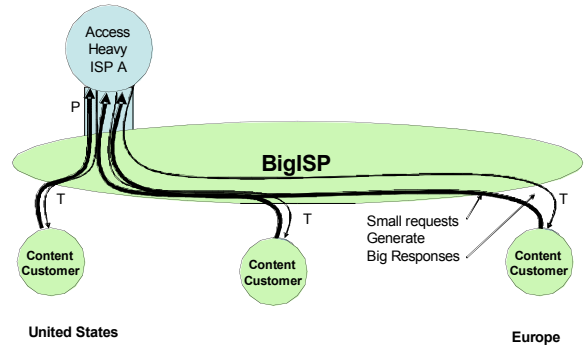 Access
Heavy
ISP A
P
BigISP
T
T
T
Small requests
Generate
Big Responses
Content
Customer
Content
Customer
Content
Customer
United States
Europe